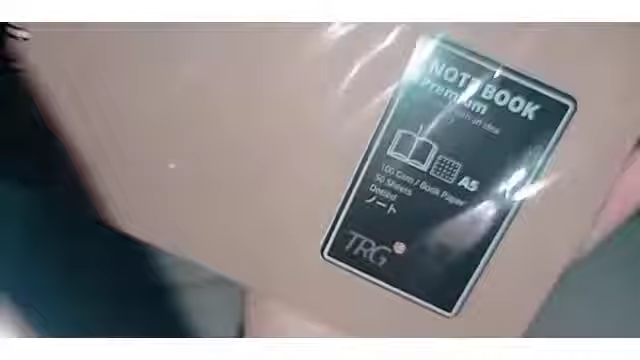 NOTEBOOK
Premium
A5
100 Gsm / Book Paper
50 Sheets
Dotted
ノート
TRG